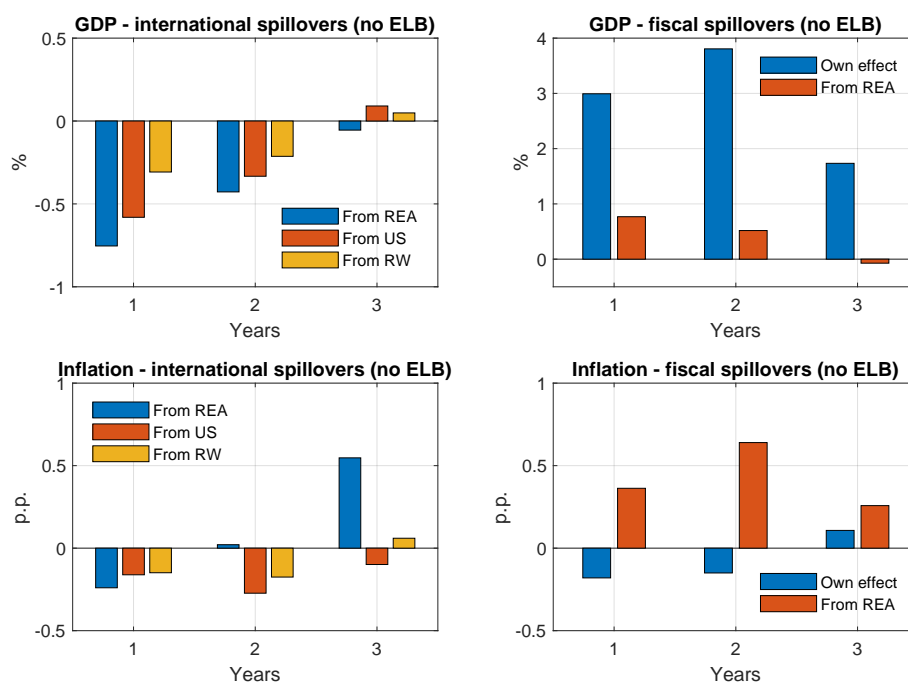 GDP - international spillovers (no ELB)
0.5
0
-0.5
-1
%
From REA
From US
From RW
1 2 3
Years
GDP - fiscal spillovers (no ELB)
4
3
2
1
0
%
Own effect
From REA
1 2 3
Years
Inflation - international spillovers (no ELB)
1
0.5
0
-0.5
p.p.
From REA
From US
From RW
1 2 3
Years
Inflation - fiscal spillovers (no ELB)
1
0.5
0
-0.5
p.p.
Own effect
From REA
1 2 3
Years